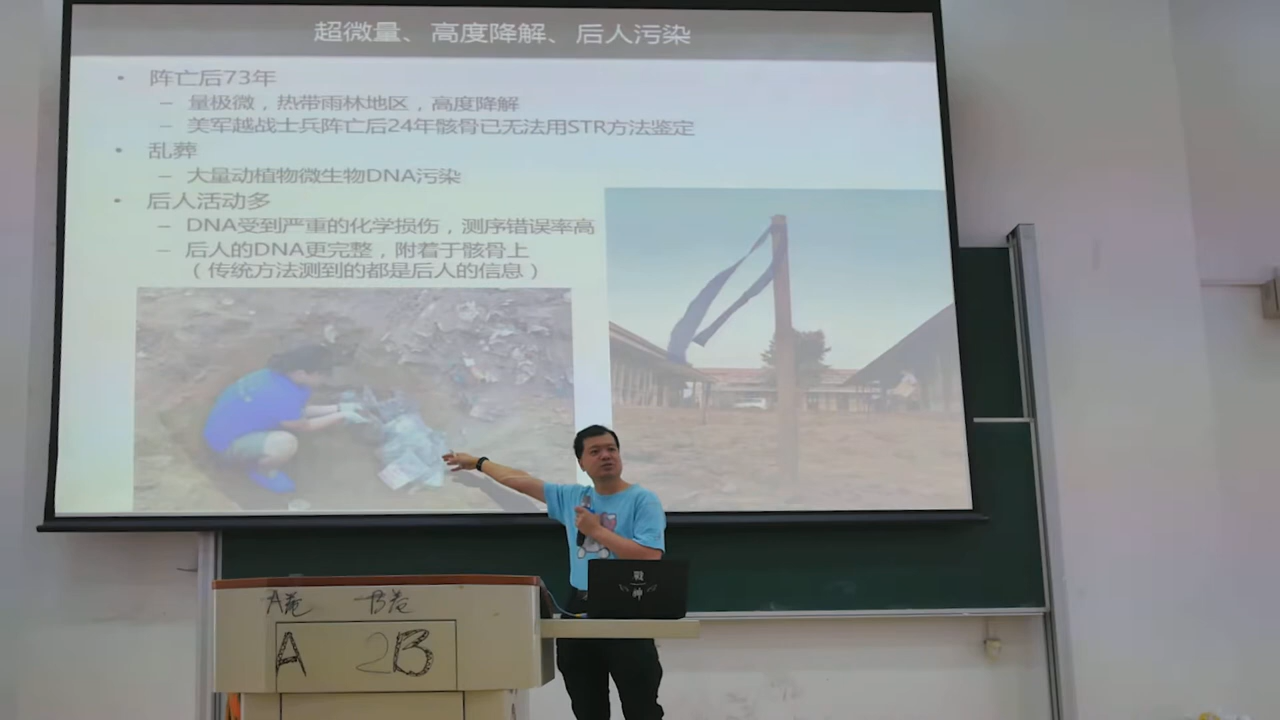 超微量、高度降解、后人污染
• 阵亡后73年
– 量极微，热带雨林地区，高度降解
– 美军越战士兵阵亡后24年骸骨已无法用STR方法鉴定
• 乱葬
– 大量动植物微生物DNA污染
• 后人活动多
– DNA受到严重的化学损伤，测序错误率高
– 后人的DNA更完整，附着于骸骨上
（传统方法测到的都是后人的信息）
戰
神
A B
A 2B